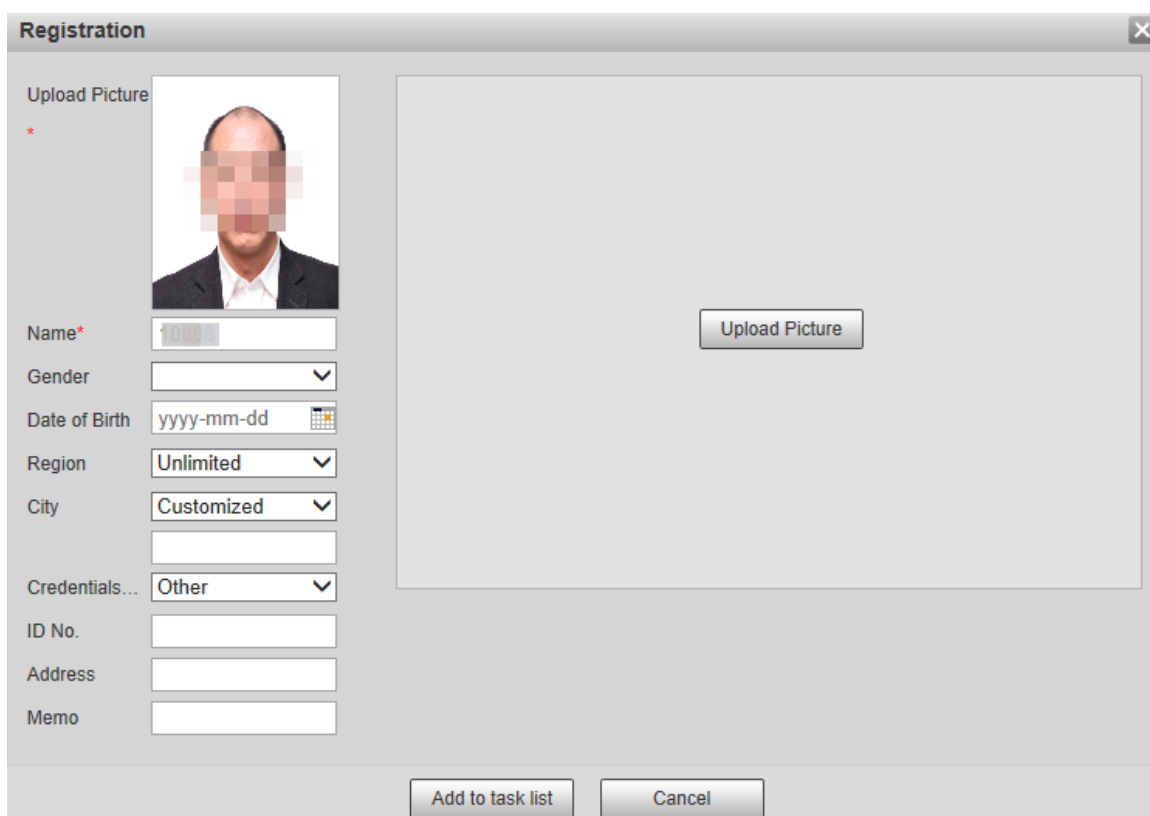 Registration
Upload Picture
*
Name*
Gender
Date of Birth yyyy-mm-dd
Region Unlimited
City Customized
Credentials... Other
ID No.
Address
Memo
Upload Picture
Add to task list Cancel